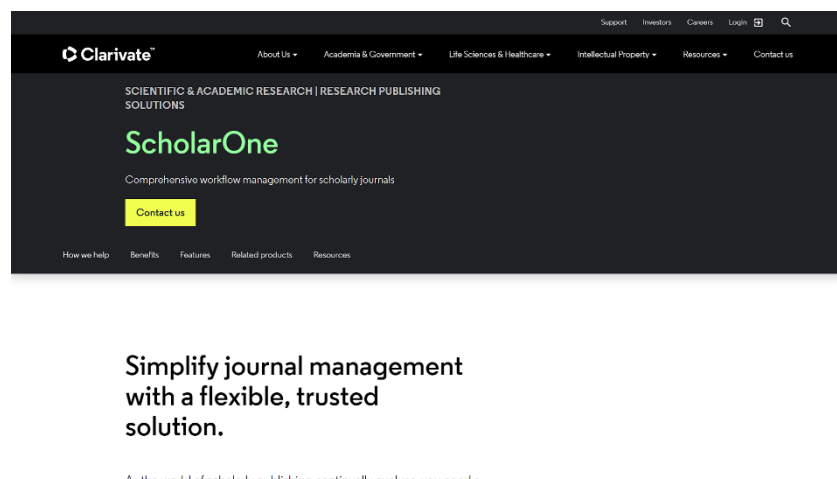 Support Investors Careers Login
Clarivate™ About Us Academia & Government Life Sciences & Healthcare Intellectual Property Resources Contact us
SCIENTIFIC & ACADEMIC RESEARCH | RESEARCH PUBLISHING
SOLUTIONS
ScholarOne
Comprehensive workflow management for scholarly journals
Contact us
How we help Benefits Features Related products Resources
Simplify journal management
with a flexible, trusted
solution.